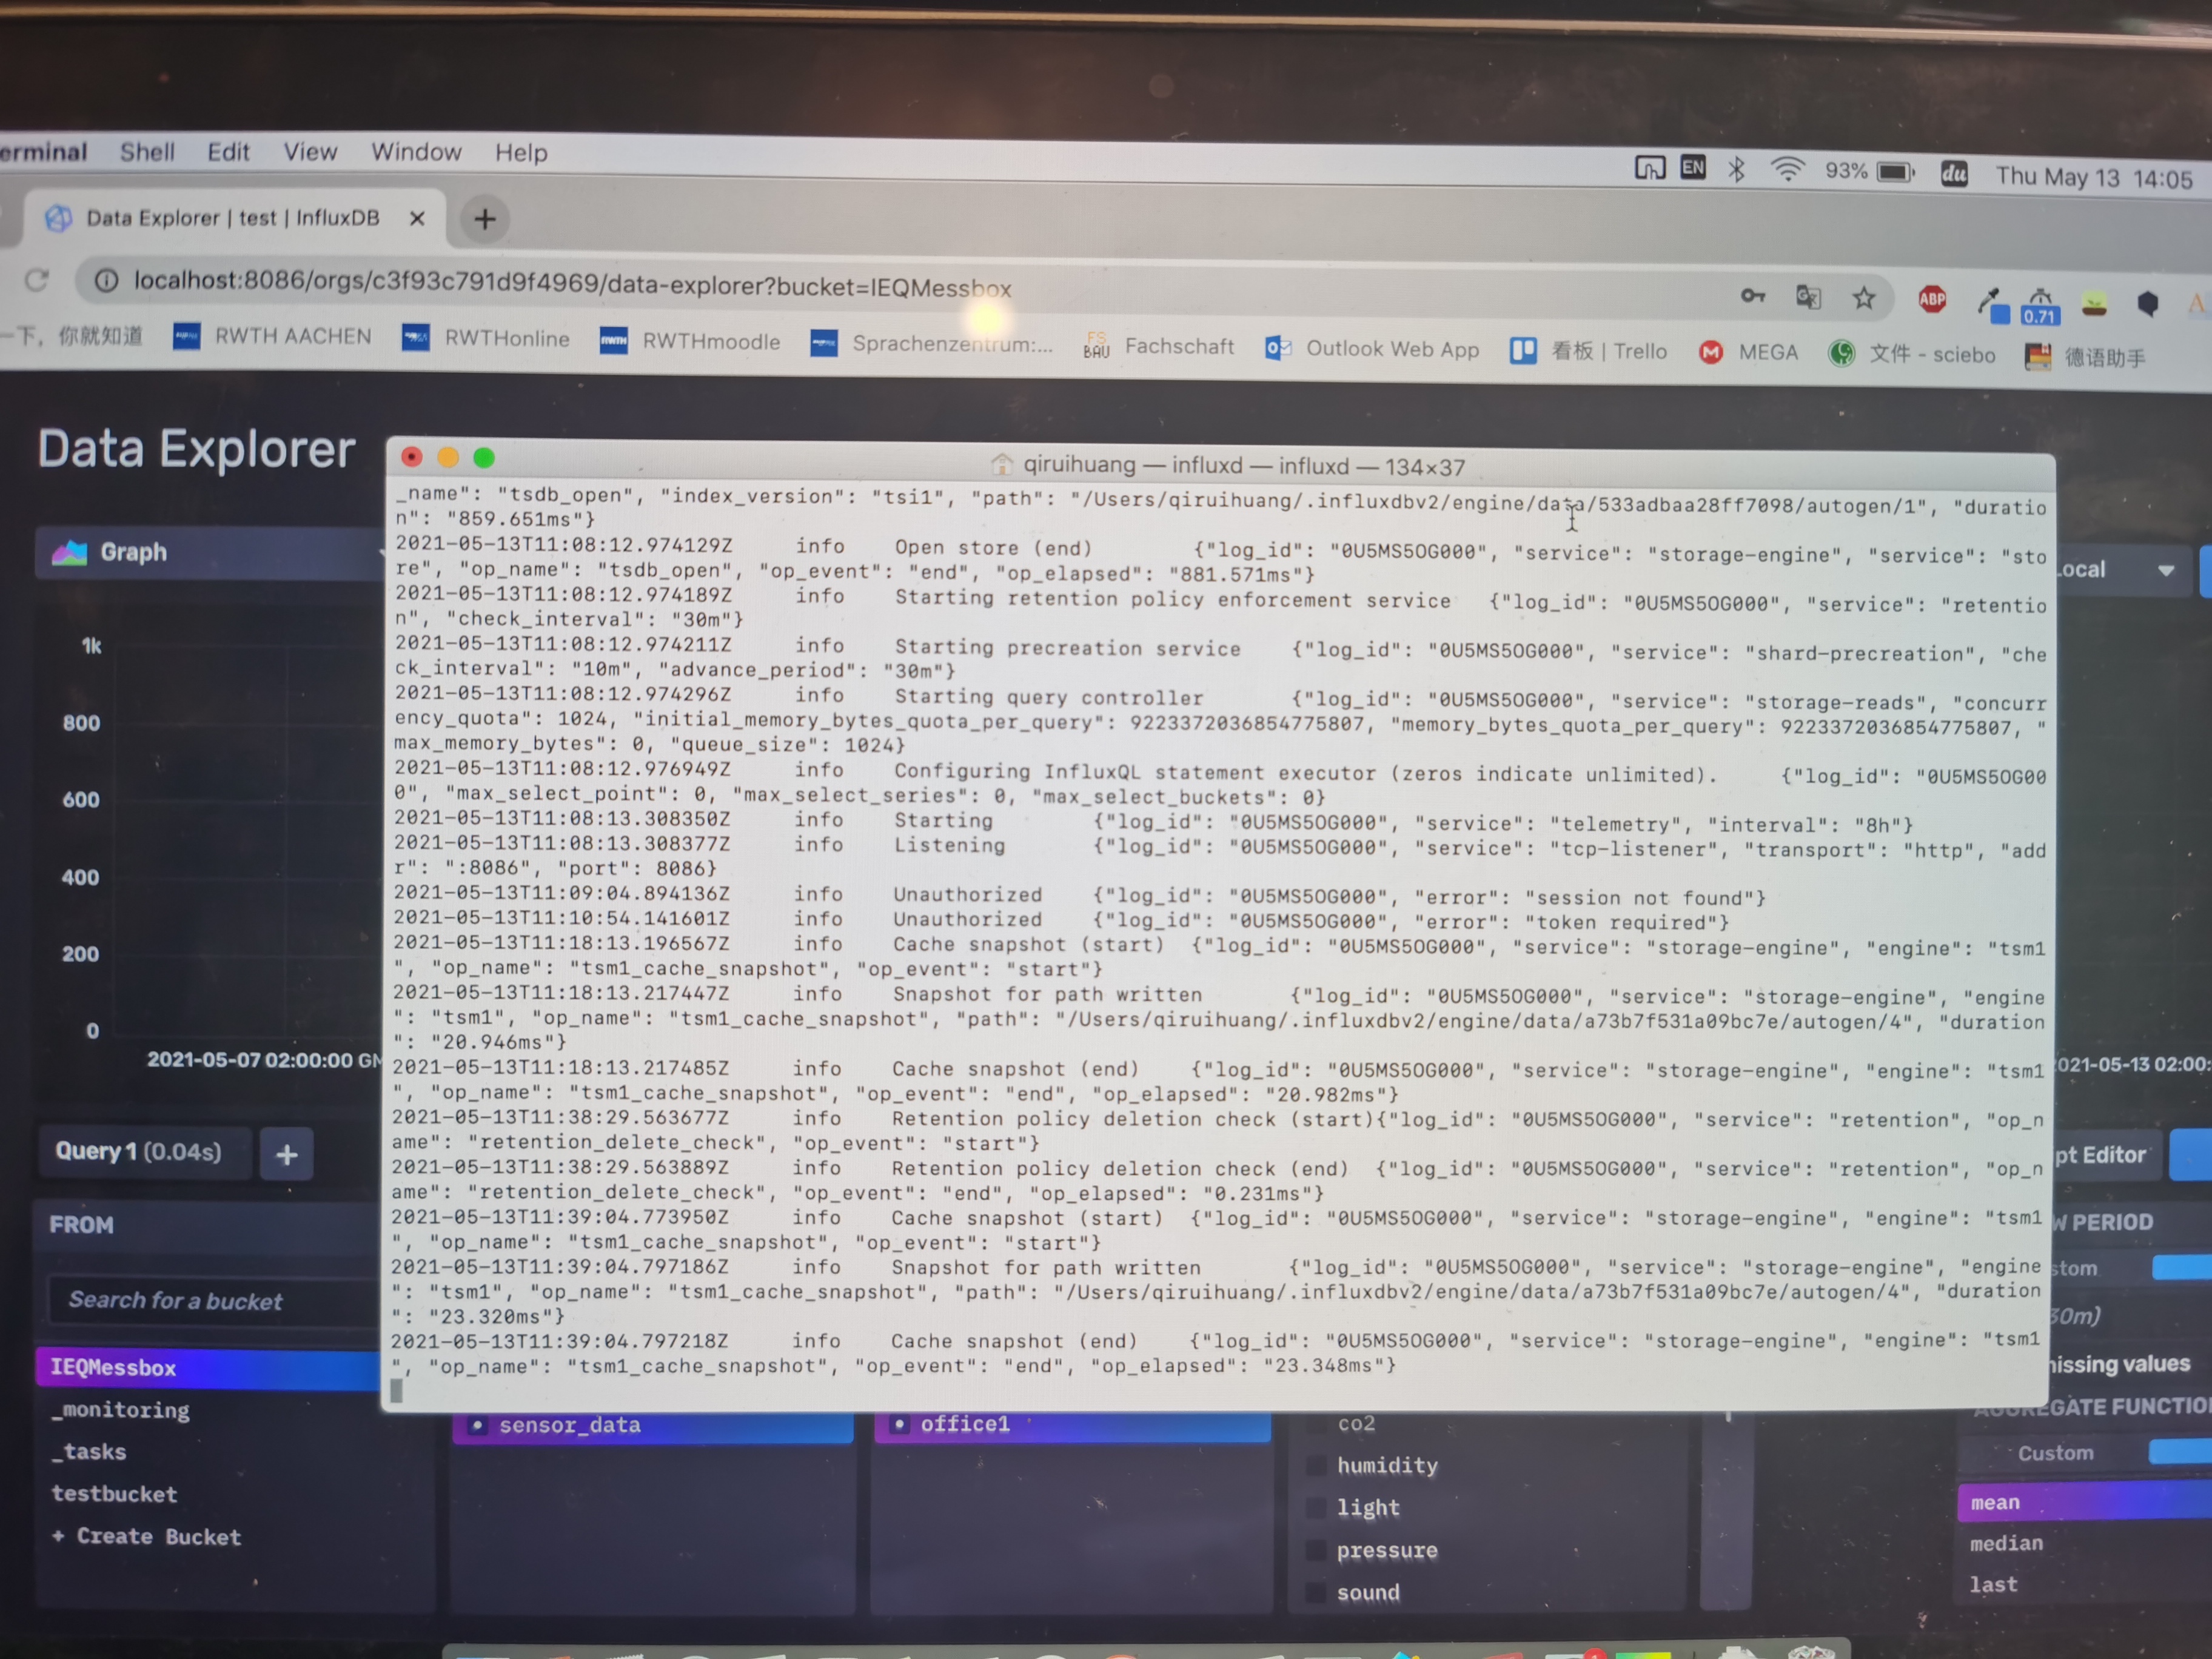 Shell Edit View Window Help
EN 93% du Thu May 13 14:05
Data Explorer | test | InfluxDB
localhost:8086/orgs/c3f93c791d9f4969/data-explorer?bucket=IEQMessbox
ABP 0.71
一下，你就知道 RWTH AACHEN RWTHonline RWTHmoodle Sprachenzentrum:... FS BAU Fachschaft Outlook Web App 看板 | Trello MEGA 文件 - sciebo 德语助手
Data Explorer
qiruihuang — influxd — influxd — 134×37
_name": "tsdb_open", "index_version": "tsi1", "path": "/Users/qiruihuang/.influxdbv2/engine/data/533adbaa28ff7098/autogen/1", "duratio
n": "859.651ms"}
2021-05-13T11:08:12.974129Z info Open store (end) {"log_id": "0U5MS5OG000", "service": "storage-engine", "service": "sto
re", "op_name": "tsdb_open", "op_event": "end", "op_elapsed": "881.571ms"}
2021-05-13T11:08:12.974189Z info Starting retention policy enforcement service {"log_id": "0U5MS5OG000", "service": "retentio
n", "check_interval": "30m"}
2021-05-13T11:08:12.974211Z info Starting precreation service {"log_id": "0U5MS5OG000", "service": "shard-precreation", "che
ck_interval": "10m", "advance_period": "30m"}
2021-05-13T11:08:12.974296Z info Starting query controller {"log_id": "0U5MS5OG000", "service": "storage-reads", "concurr
ency_quota": 1024, "initial_memory_bytes_quota_per_query": 9223372036854775807, "memory_bytes_quota_per_query": 9223372036854775807, "
max_memory_bytes": 0, "queue_size": 1024}
2021-05-13T11:08:12.976949Z info Configuring InfluxQL statement executor (zeros indicate unlimited). {"log_id": "0U5MS5OG00
0", "max_select_point": 0, "max_select_series": 0, "max_select_buckets": 0}
2021-05-13T11:08:13.308350Z info Starting {"log_id": "0U5MS5OG000", "service": "telemetry", "interval": "8h"}
2021-05-13T11:08:13.308377Z info Listening {"log_id": "0U5MS5OG000", "service": "tcp-listener", "transport": "http", "add
r": ":8086", "port": 8086}
2021-05-13T11:09:04.894136Z info Unauthorized {"log_id": "0U5MS5OG000", "error": "session not found"}
2021-05-13T11:10:54.141601Z info Unauthorized {"log_id": "0U5MS5OG000", "error": "token required"}
2021-05-13T11:18:13.196567Z info Cache snapshot (start) {"log_id": "0U5MS5OG000", "service": "storage-engine", "engine": "tsm1
", "op_name": "tsm1_cache_snapshot", "op_event": "start"}
2021-05-13T11:18:13.217447Z info Snapshot for path written {"log_id": "0U5MS5OG000", "service": "storage-engine", "engine
": "tsm1", "op_name": "tsm1_cache_snapshot", "path": "/Users/qiruihuang/.influxdbv2/engine/data/a73b7f531a09bc7e/autogen/4", "duration
": "20.946ms"}
2021-05-13T11:18:13.217485Z info Cache snapshot (end) {"log_id": "0U5MS5OG000", "service": "storage-engine", "engine": "tsm1
", "op_name": "tsm1_cache_snapshot", "op_event": "end", "op_elapsed": "20.982ms"}
2021-05-13T11:38:29.563677Z info Retention policy deletion check (start){"log_id": "0U5MS5OG000", "service": "retention", "op_n
ame": "retention_delete_check", "op_event": "start"}
2021-05-13T11:38:29.563889Z info Retention policy deletion check (end) {"log_id": "0U5MS5OG000", "service": "retention", "op_n
ame": "retention_delete_check", "op_event": "end", "op_elapsed": "0.231ms"}
2021-05-13T11:39:04.773950Z info Cache snapshot (start) {"log_id": "0U5MS5OG000", "service": "storage-engine", "engine": "tsm1
", "op_name": "tsm1_cache_snapshot", "op_event": "start"}
2021-05-13T11:39:04.797186Z info Snapshot for path written {"log_id": "0U5MS5OG000", "service": "storage-engine", "engine
": "tsm1", "op_name": "tsm1_cache_snapshot", "path": "/Users/qiruihuang/.influxdbv2/engine/data/a73b7f531a09bc7e/autogen/4", "duration
": "23.320ms"}
2021-05-13T11:39:04.797218Z info Cache snapshot (end) {"log_id": "0U5MS5OG000", "service": "storage-engine", "engine": "tsm1
", "op_name": "tsm1_cache_snapshot", "op_event": "end", "op_elapsed": "23.348ms"}
Graph
1k
800
600
400
200
0
2021-05-07 02:00:00
Query 1 (0.04s) +
Editor
FROM
PERIOD
Search for a bucket
values
IEQMessbox
_monitoring
_tasks
testbucket
+ Create Bucket
sensor_data
office1
co2
humidity
light
pressure
sound
Custom
mean
median
last